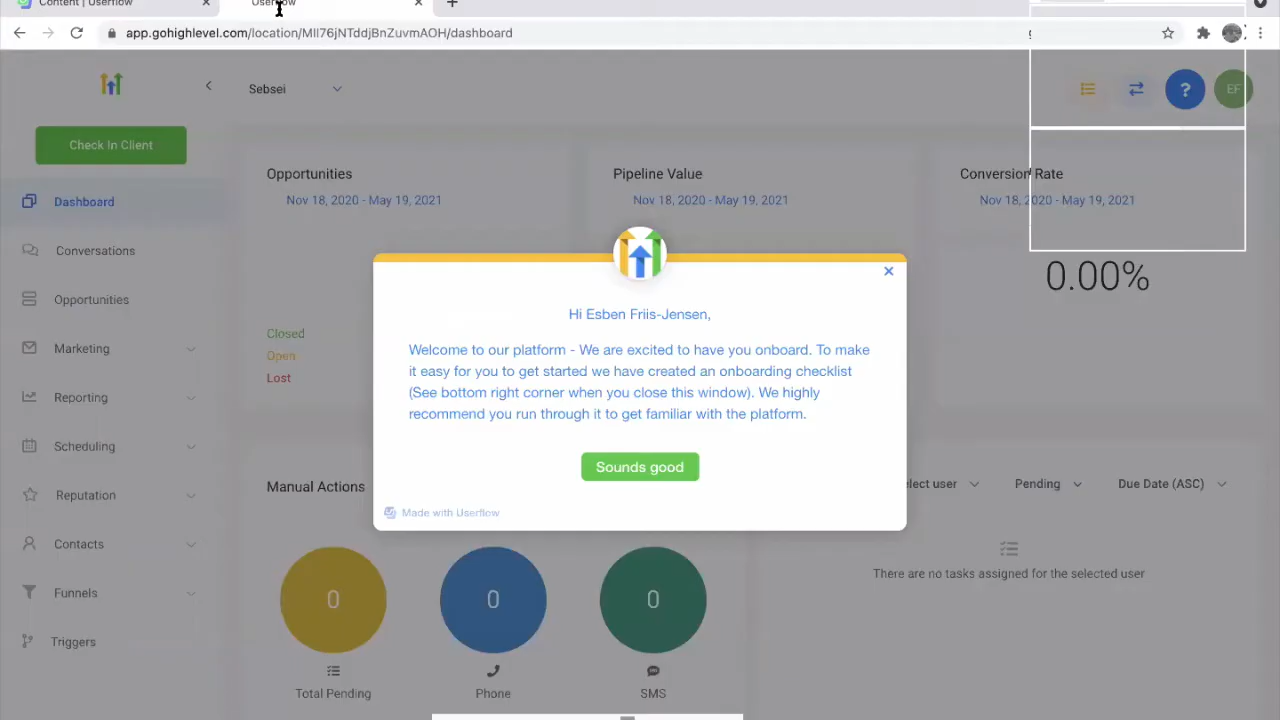 Content | Userflow
Userflow
app.gohighlevel.com/location/MlI76jNTddjBnZuvmAOH/dashboard
Sebsei
?
EF
Check In Client
Dashboard
Conversations
Opportunities
Marketing
Reporting
Scheduling
Reputation
Contacts
Funnels
Triggers
Opportunities
Nov 18, 2020 - May 19, 2021
Closed
Open
Lost
Pipeline Value
Nov 18, 2020 - May 19, 2021
Conversion Rate
Nov 18, 2020 - May 19, 2021
0.00%
Hi Esben Friis-Jensen,
Welcome to our platform - We are excited to have you onboard. To make
it easy for you to get started we have created an onboarding checklist
(See bottom right corner when you close this window). We highly
recommend you run through it to get familiar with the platform.
Sounds good
Made with Userflow
Manual Actions
0
0
0
Total Pending
Phone
SMS
user
Pending
Due Date (ASC)
There are no tasks assigned for the selected user